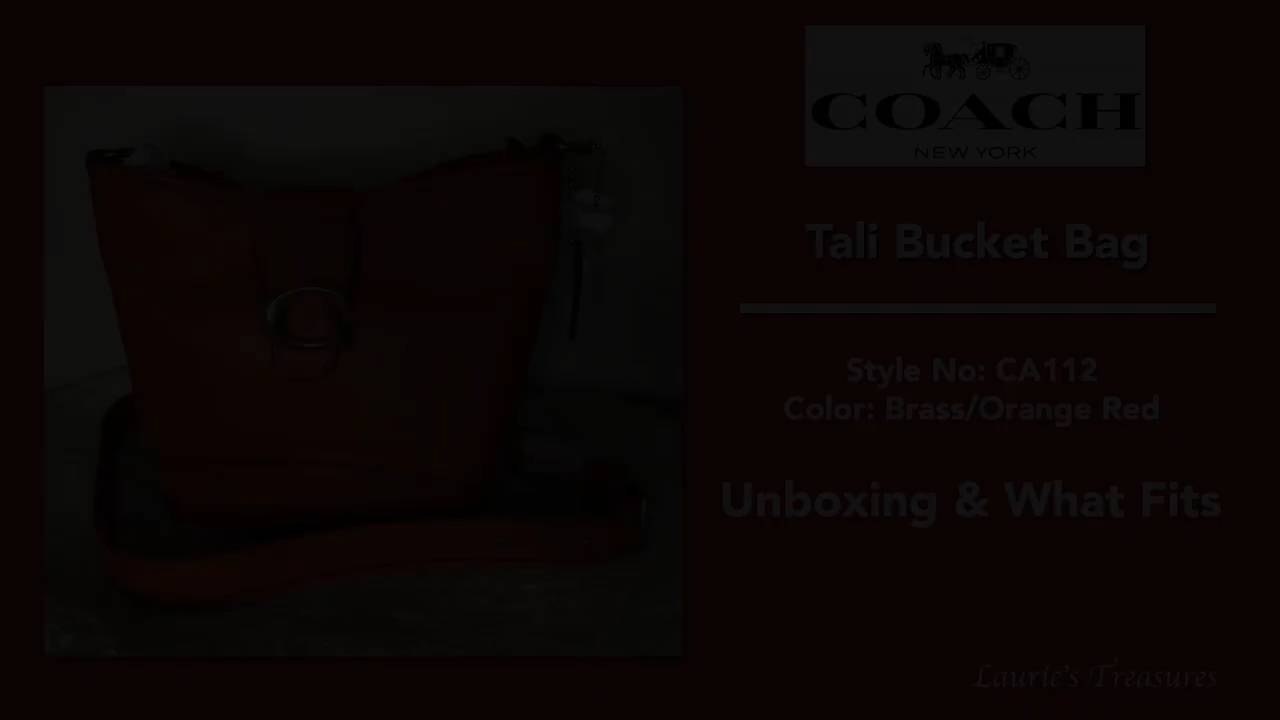 COACH
NEW YORK
Tali Bucket Bag
Style No: CA112
Color: Brass/Orange Red
Unboxing & What Fits
Laurie's Treasures